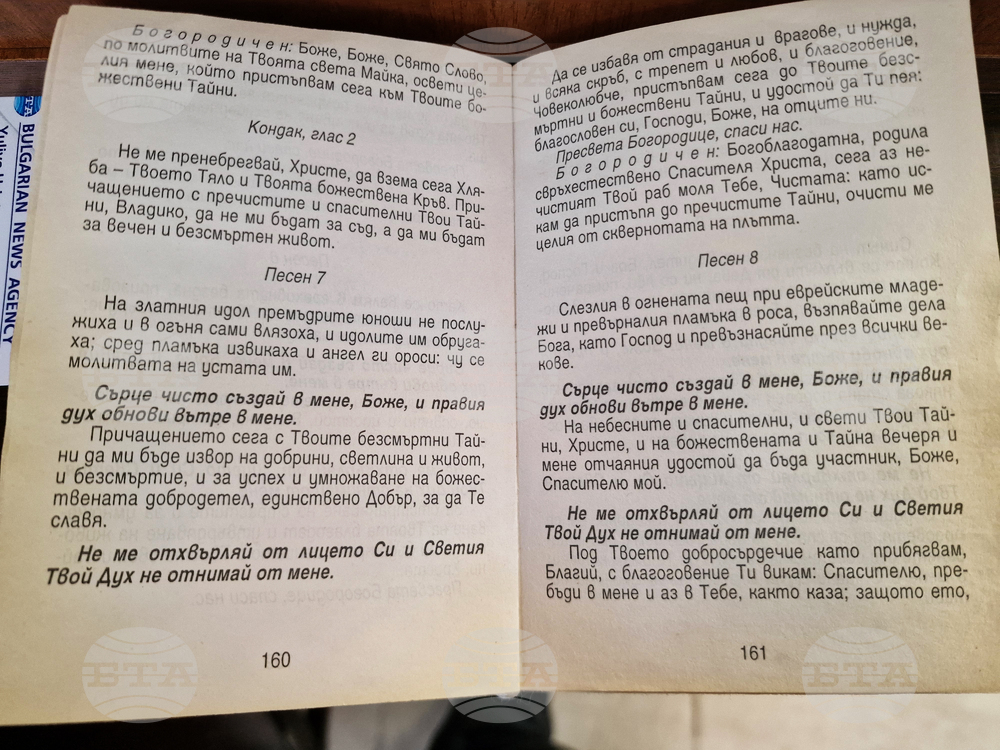 Богородичен: Боже, Боже, Свято Слово,
по молитвите на Твоята света Майка, освети це-
лия мене, който пристъпвам сега към Твоите бо-
жествени Тайни.
Кондак, глас 2
Не ме пренебрегвай, Христе, да взема сега Хля-
ба – Твоето Тяло и Твоята божествена Кръв. При-
чащението с пречистите и спасителни Твои Тай-
ни, Владико, да не ми бъдат за съд, а да ми бъдат
за вечен и безсмъртен живот.
Песен 7
На златния идол премъдрите юноши не послу-
жиха и в огъня сами влязоха, и идолите им обруга-
ха; сред пламъка извикаха и ангел ги ороси: чу се
молитвата на устата им.
Сърце чисто създай в мене, Боже, и правия
дух обнови вътре в мене.
Причащението сега с Твоите безсмъртни Тай-
ни да ми бъде извор на добрини, светлина и живот,
и безсмъртие, и за успех и умножаване на божес-
твената добродетел, единствено Добър, за да Те
славя.
Не ме отхвърляй от лицето Си и Светия
Твой Дух не отнимай от мене.
160
Да се избавя от страдания и врагове, и нужда,
и всяка скръб, с трепет и любов, и благоговение,
Човеколюбче, пристъпвам сега до Твоите безс-
мъртни и божествени Тайни, и удостой да Ти пея:
благословен си, Господи, Боже, на отците ни.
Пресвета Богородице, спаси нас.
Богородичен: Богоблагодатна, родила
свръхестествено Спасителя Христа, сега аз не-
чистият Твой раб моля Тебе, Чистата: като ис-
кам да пристъпя до пречистите Тайни, очисти ме
целия от сквернотата на плътта.
Песен 8
Слезлия в огнената пещ при еврейските младе-
жи и превърналия пламъка в роса, възпявайте дела
Бога, като Господ и превъзнасяйте през всички ве-
кове.
Сърце чисто създай в мене, Боже, и правия
дух обнови вътре в мене.
На небесните и спасителни, и свети Твои Тай-
ни, Христе, и на божествената и Тайна вечеря и
мене отчаяния удостой да бъда участник, Боже,
Спасителю мой.
Не ме отхвърляй от лицето Си и Светия
Твой Дух не отнимай от мене.
Под Твоето добросърдечие като прибягвам,
Благий, с благоговение Ти викам: Спасителю, пре-
бъди в мене и аз в Тебе, както каза; защото ето,
161
BULGARIAN NEWS AGENCY
БТА
БТА
БТА